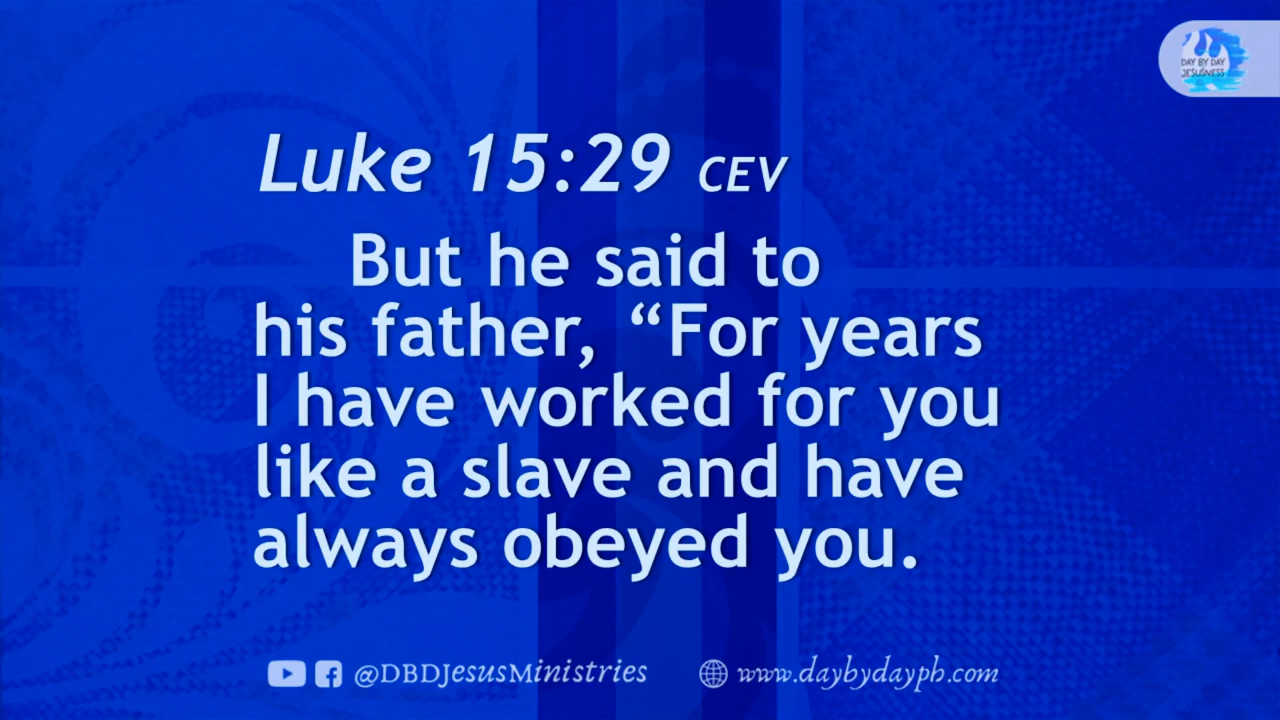 DAY BY DAY
JESUSNESS
Luke 15:29 CEV
But he said to
his father, “For years
I have worked for you
like a slave and have
always obeyed you.
@DBDJesusMinistries
www.daybydayph.com